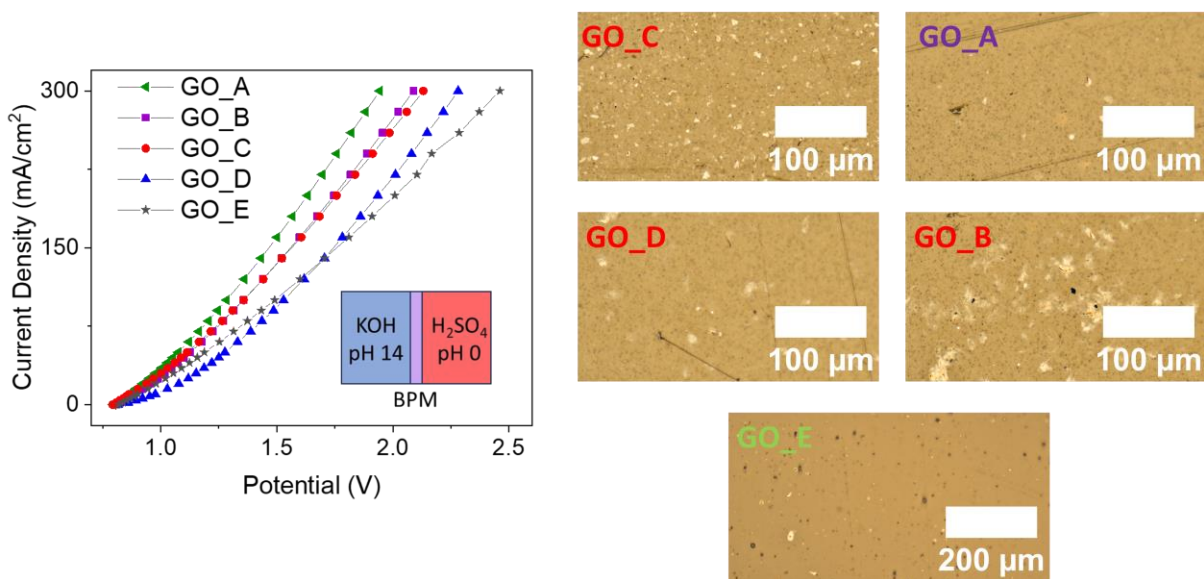 Current Density (mA/cm²)
300
150
0
GO_A
GO_B
GO_C
GO_D
GO_E
KOH
pH 14
H₂SO₄
pH 0
BPM
1.0
1.5
2.0
2.5
Potential (V)
GO_C
100 µm
GO_A
100 µm
GO_D
100 µm
GO_B
100 µm
GO_E
200 µm